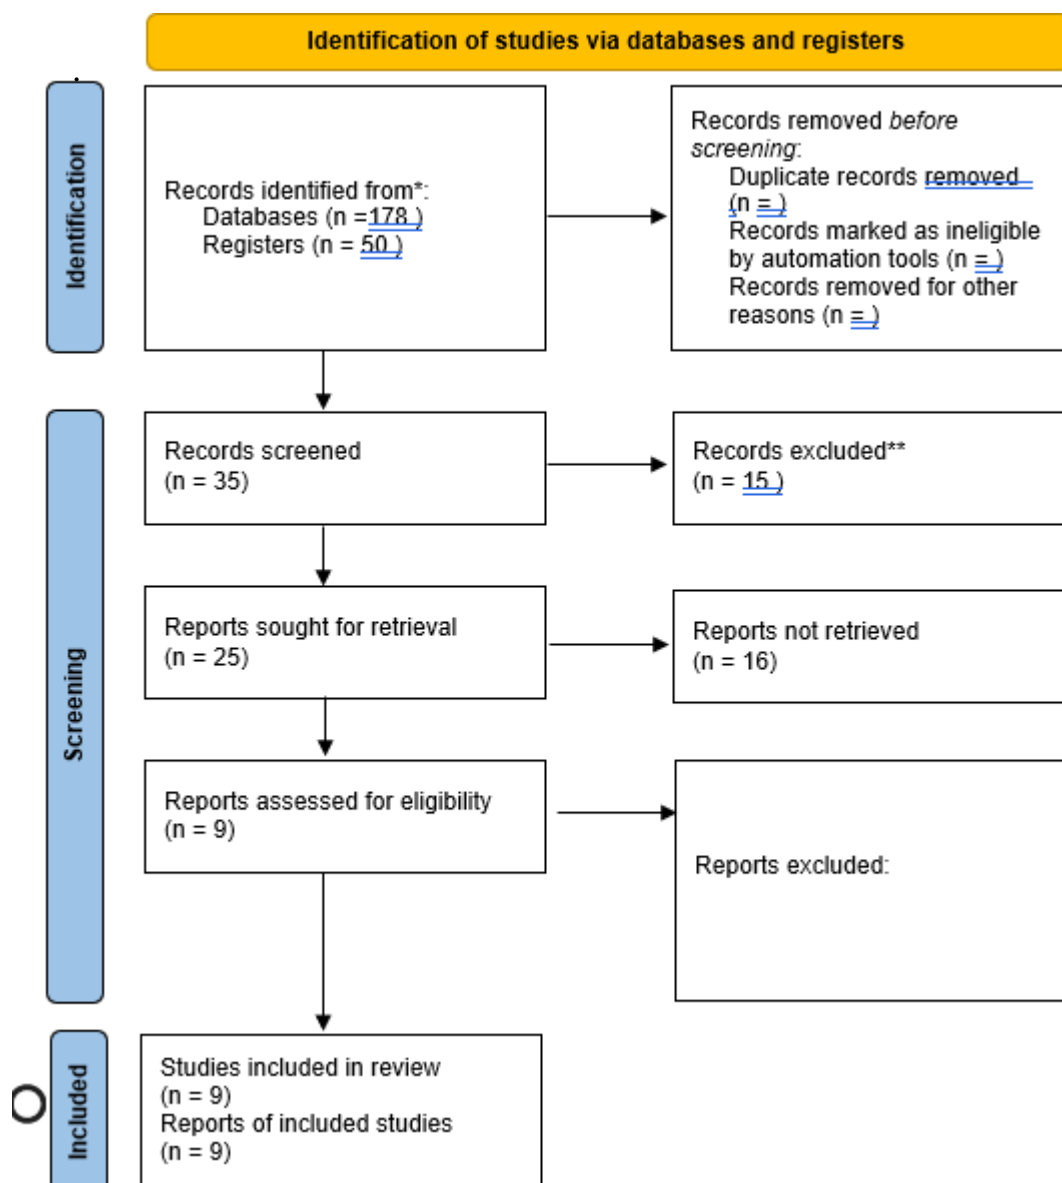 Identification of studies via databases and registers
Identification
Records identified from*:
Databases (n =178 )
Registers (n = 50 )
Records removed before
screening:
Duplicate records removed
(n = )
Records marked as ineligible
by automation tools (n = )
Records removed for other
reasons (n = )
Screening
Records screened
(n = 35)
Records excluded**
(n = 15 )
Reports sought for retrieval
(n = 25)
Reports not retrieved
(n = 16)
Reports assessed for eligibility
(n = 9)
Reports excluded:
Included
Studies included in review
(n = 9)
Reports of included studies
(n = 9)